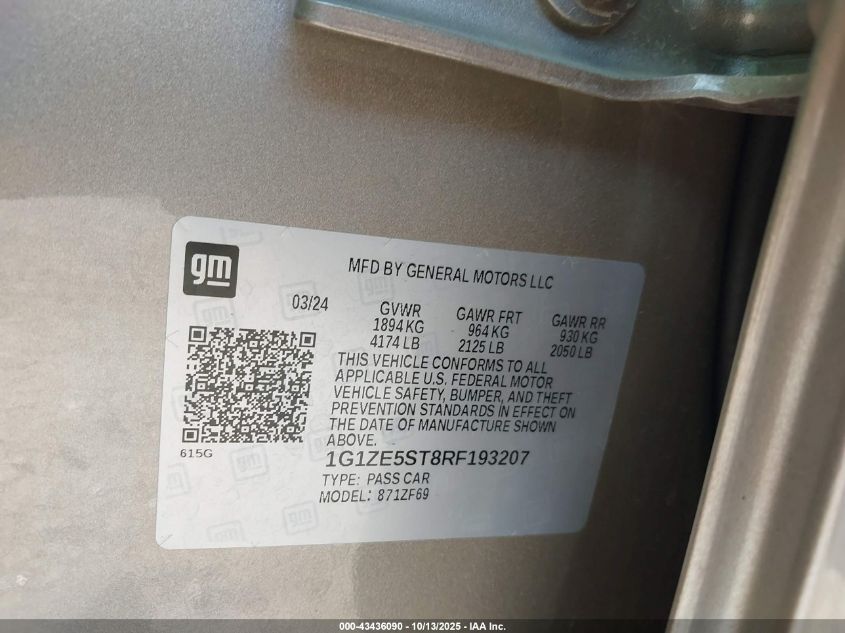 gm
MFD BY GENERAL MOTORS LLC
03/24
GVWR GAWR FRT GAWR RR
1894 KG 964 KG 930 KG
4174 LB 2125 LB 2050 LB
THIS VEHICLE CONFORMS TO ALL
APPLICABLE U.S. FEDERAL MOTOR
VEHICLE SAFETY, BUMPER, AND THEFT
PREVENTION STANDARDS IN EFFECT ON
THE DATE OF MANUFACTURE SHOWN
ABOVE.
615G
1G1ZE5ST8RF193207
TYPE: PASS CAR
MODEL: 871ZF69
000-43436090 - 10/13/2025 - IAA Inc.